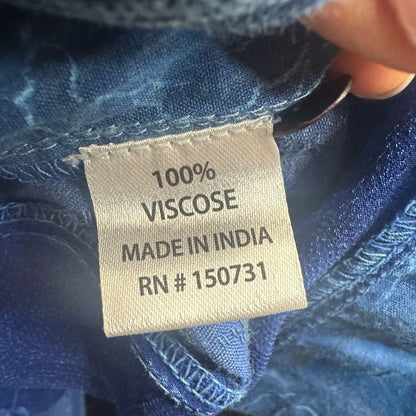 100%
VISCOSE
MADE IN INDIA
RN # 150731